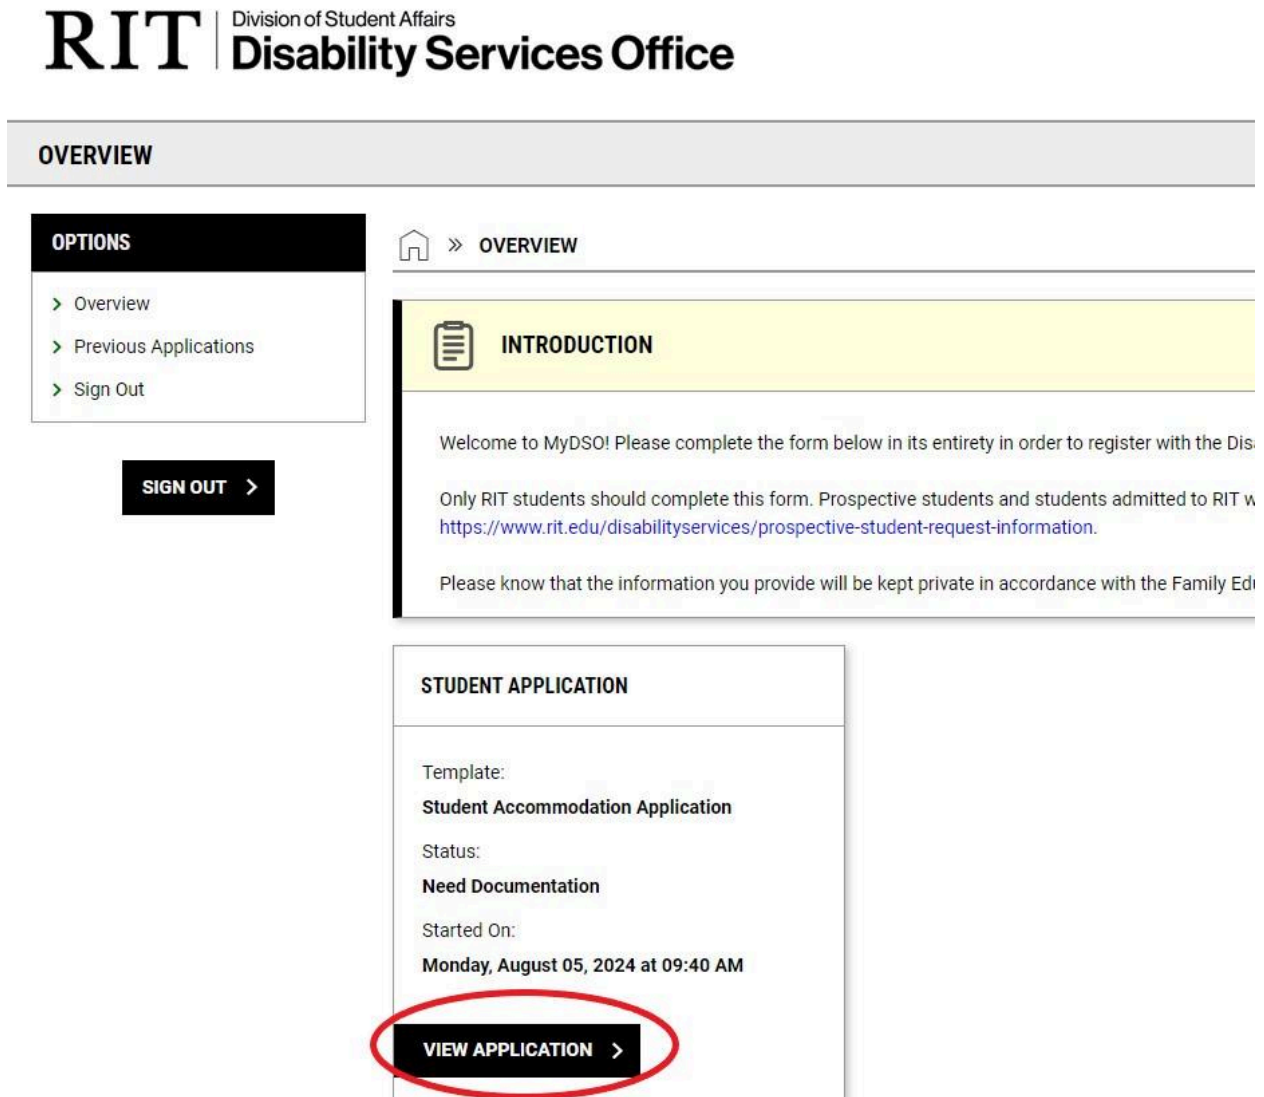 RIT
Division of Student Affairs
Disability Services Office
OVERVIEW
OPTIONS
Overview
Previous Applications
Sign Out
SIGN OUT
» OVERVIEW
INTRODUCTION
Welcome to MyDSO! Please complete the form below in its entirety in order to register with the
Only RIT students should complete this form. Prospective students and students admitted to RIT
https://www.rit.edu/disabilityservices/prospective-student-request-information.
Please know that the information you provide will be kept private in accordance with the Family
STUDENT APPLICATION
Template:
Student Accommodation Application
Status:
Need Documentation
Started On:
Monday, August 05, 2024 at 09:40 AM
VIEW APPLICATION